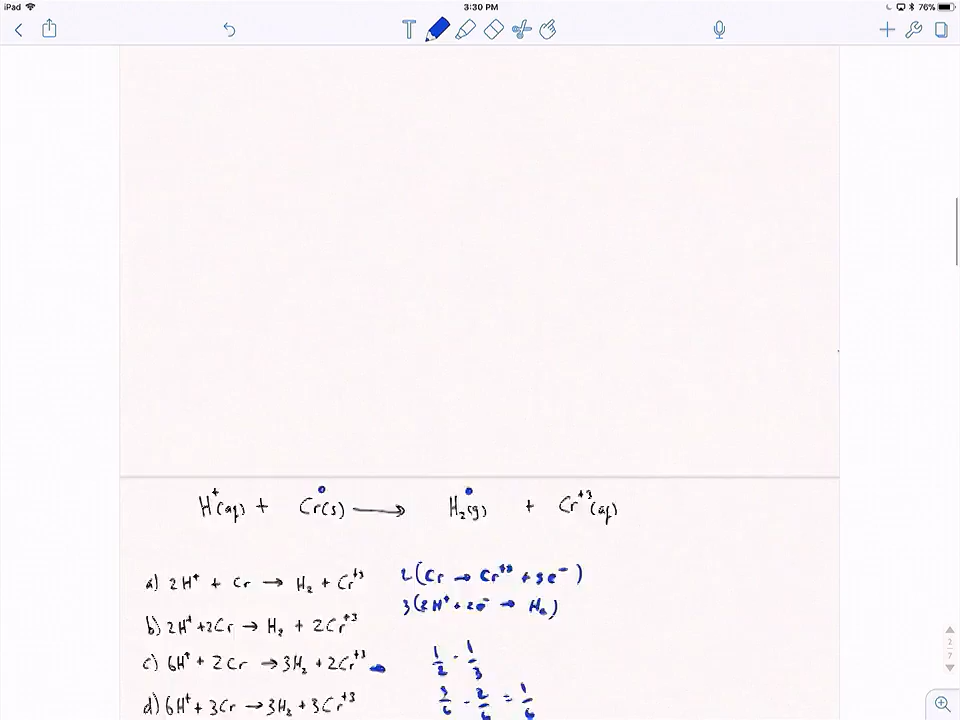 iPad 3:30 PM 76%
T
H⁺(aq) + Cr(s) → H₂(g) + Cr⁺³(aq)
a) 2H⁺ + Cr → H₂ + Cr⁺³
2(Cr → Cr⁺³ + 3e⁻)
3(2H⁺ + 2e⁻ → H₂)
b) 2H⁺ + 2Cr → H₂ + 2Cr⁺³
c) 6H⁺ + 2Cr → 3H₂ + 2Cr⁺³
1/2 - 1/3
d) 6H⁺ + 3Cr → 3H₂ + 3Cr⁺³
3/6 - 2/6 = 1/6
2
7